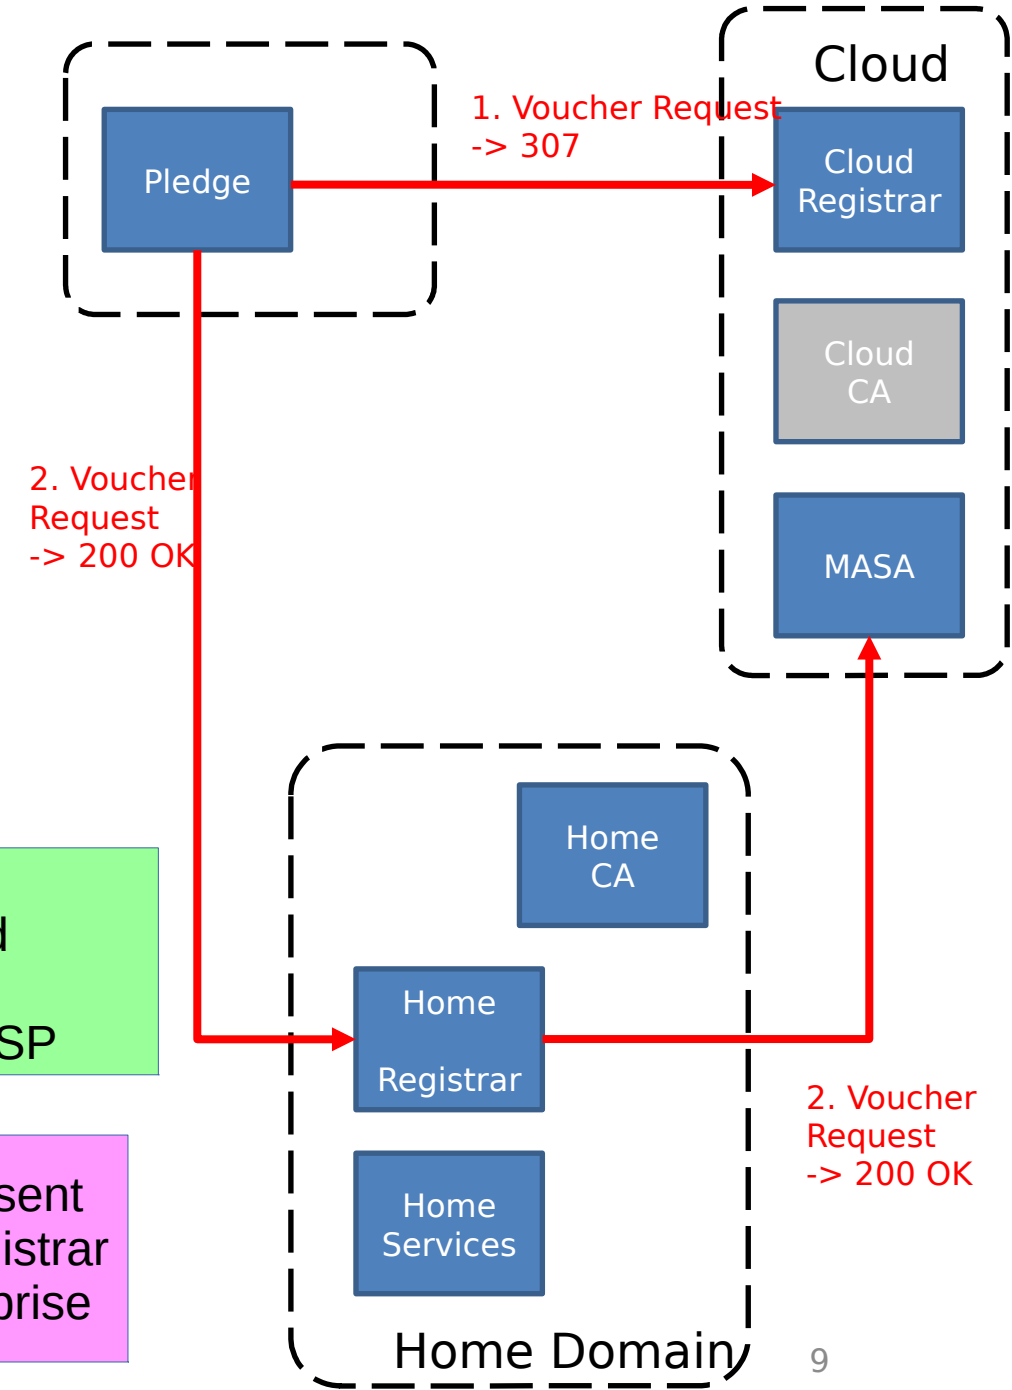 Cloud
1. Voucher Request
-> 307
Pledge
Cloud
Registrar
Cloud
CA
2. Voucher
Request
-> 200 OK
MASA
Home
CA
SP
Home
Registrar
2. Voucher
Request
-> 200 OK
sent
istrar
prise
Home
Services
Home Domain
9